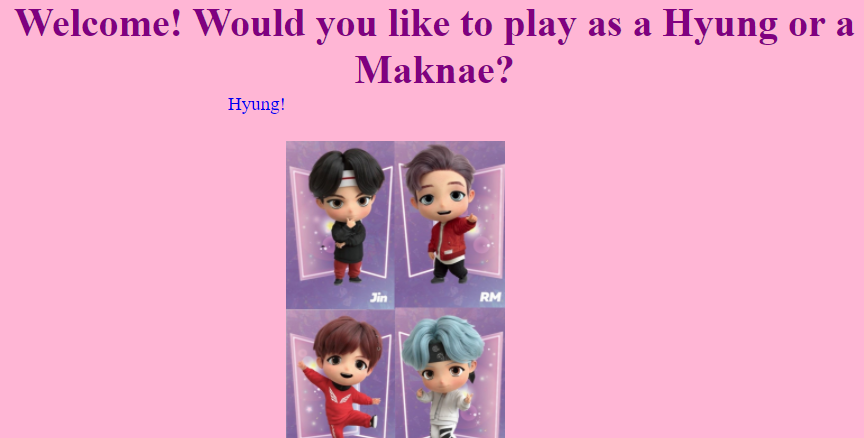 Welcome! Would you like to play as a Hyung or a
Maknae?
Hyung!
Jin
RM